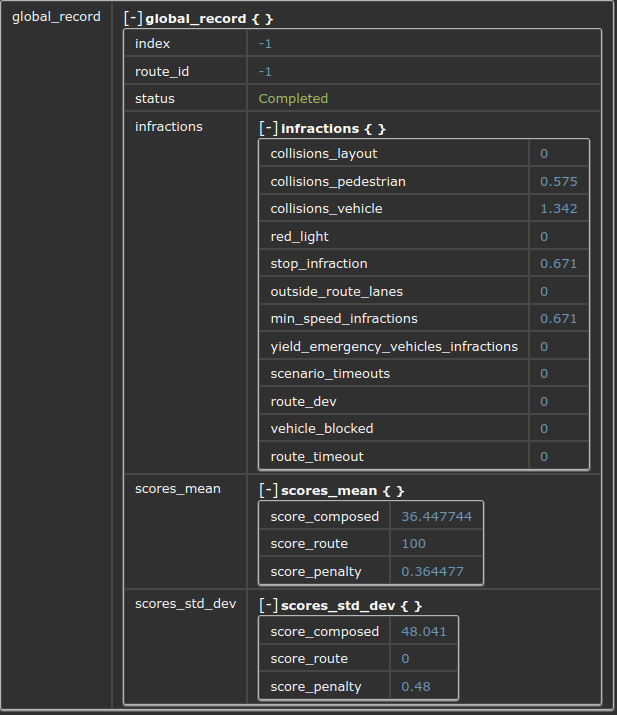 global_record [-]global_record { }
index -1
route_id -1
status Completed
infractions [-]infractions { }
collisions_layout 0
collisions_pedestrian 0.575
collisions_vehicle 1.342
red_light 0
stop_infraction 0.671
outside_route_lanes 0
min_speed_infractions 0.671
yield_emergency_vehicles_infractions 0
scenario_timeouts 0
route_dev 0
vehicle_blocked 0
route_timeout 0
scores_mean [-]scores_mean { }
score_composed 36.447744
score_route 100
score_penalty 0.364477
scores_std_dev [-]scores_std_dev { }
score_composed 48.041
score_route 0
score_penalty 0.48